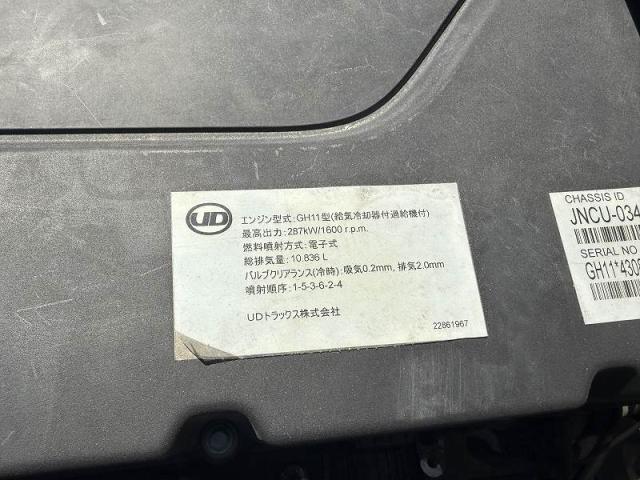 UD
エンジン型式:GH11型(給気冷却器付過給機付)
最高出力:287kW/1600 r.p.m.
燃料噴射方式:電子式
総排気量:10.836 L
バルブクリアランス(冷時):吸気0.2mm, 排気2.0mm
噴射順序:1-5-3-6-2-4
UDトラックス株式会社
22861967
CHASSIS ID
JNCU-034
SERIAL NO
GH11*430